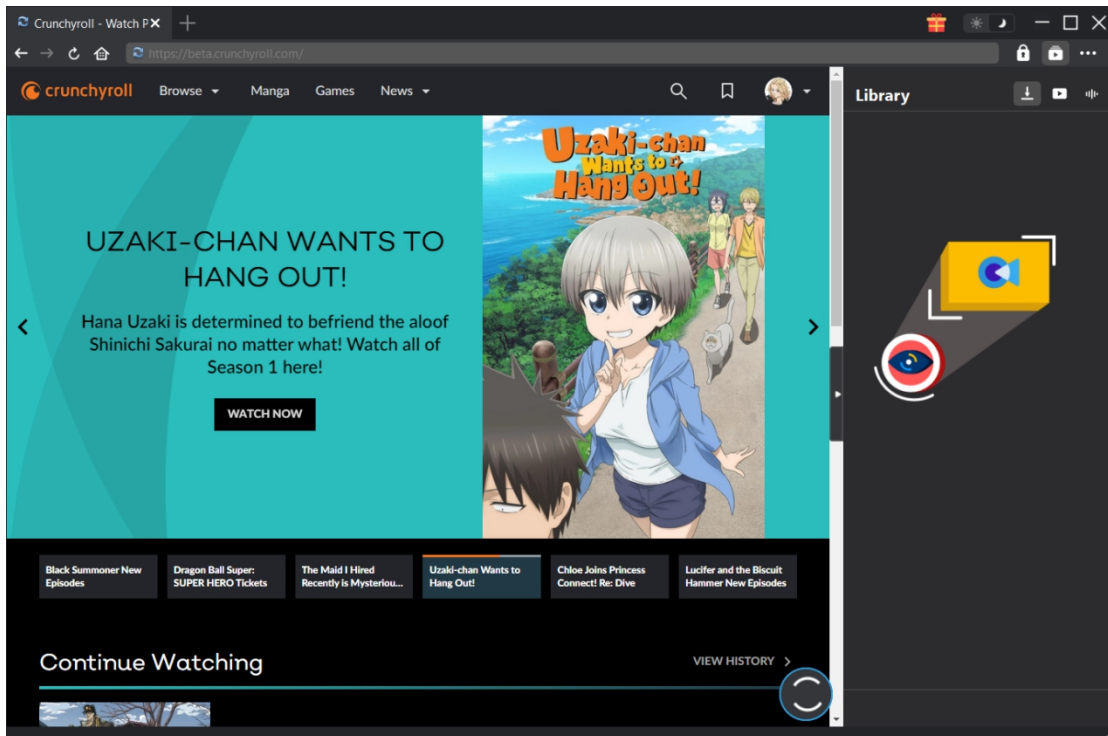 Crunchyroll - Watch P
https://beta.crunchyroll.com/
crunchyroll Browse Manga Games News
Library
Uzaki-chan
Wants to
Hang Out!
UZAKI-CHAN WANTS TO
HANG OUT!
Hana Uzaki is determined to befriend the aloof
Shinichi Sakurai no matter what! Watch all of
Season 1 here!
WATCH NOW
Black Summoner New
Episodes
Dragon Ball Super:
SUPER HERO Tickets
The Maid I Hired
Recently is Mysteriou...
Uzaki-chan Wants to
Hang Out!
Chloe Joins Princess
Connect! Re: Dive
Lucifer and the Biscuit
Hammer New Episodes
Continue Watching
VIEW HISTORY